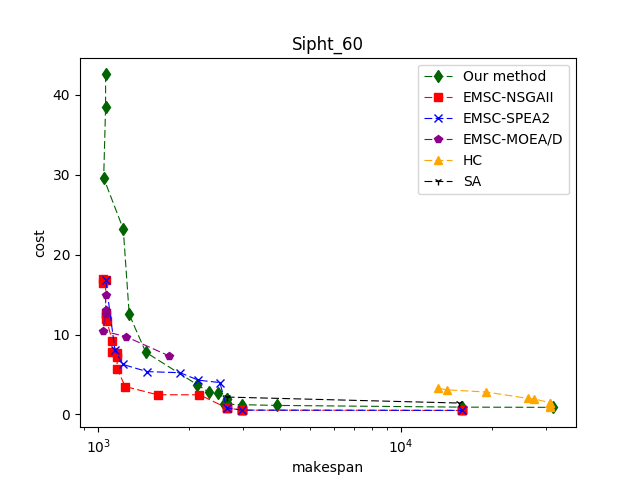 Sipht_60
Our method
EMSC-NSGAII
EMSC-SPEA2
EMSC-MOEA/D
HC
SA
40
30
20
10
0
cost
10³
10⁴
makespan